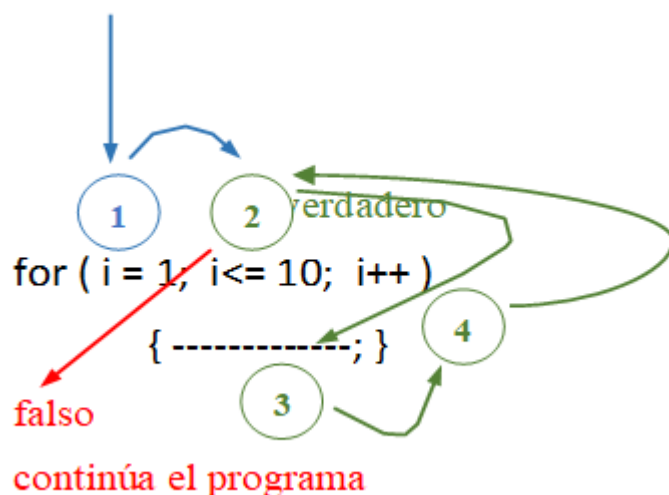 1 2 verdadero
for ( i = 1; i<= 10; i++ )
{ -------------; } 4
falso 3
continúa el programa